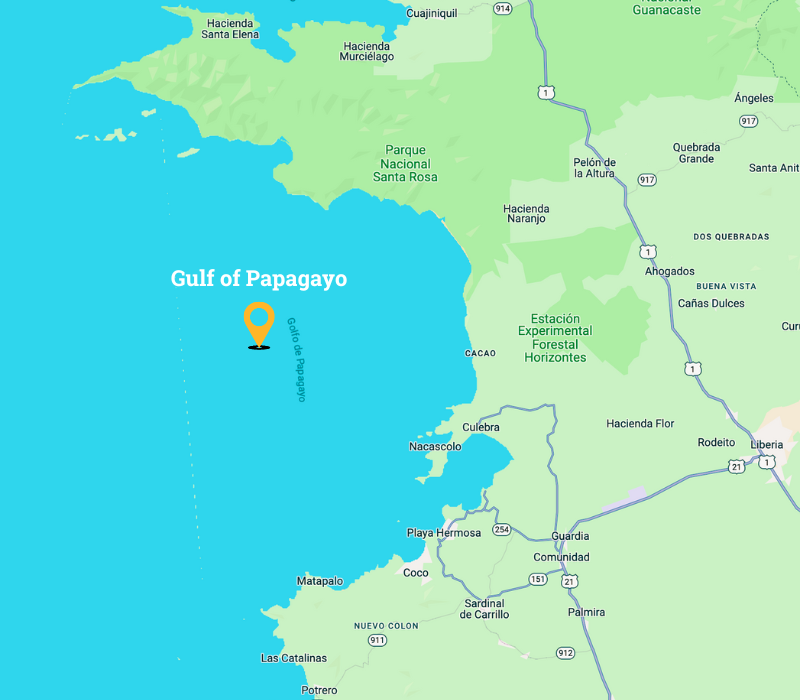 Cuajiniquil
914
Nacional
Guanacaste
Hacienda
Santa Elena
Hacienda
Murciélago
1
Ángeles
917
Parque
Nacional
Santa Rosa
Quebrada
Grande
Pelón de
la Altura
917
Santa Anit
Hacienda
Naranjo
DOS QUEBRADAS
1
Ahogados
BUENA VISTA
Cañas Dulces
Gulf of Papagayo
Golfo de Papagayo
Estación
Experimental
Forestal
Horizontes
Curu
CACAO
1
Culebra
Hacienda Flor
Nacascolo
Rodeito
Liberia
21
1
Playa Hermosa
254
Guardia
Comunidad
Coco
151
21
Matapalo
Sardinal
de Carrillo
Palmira
NUEVO COLON
911
912
Las Catalinas
Potrero